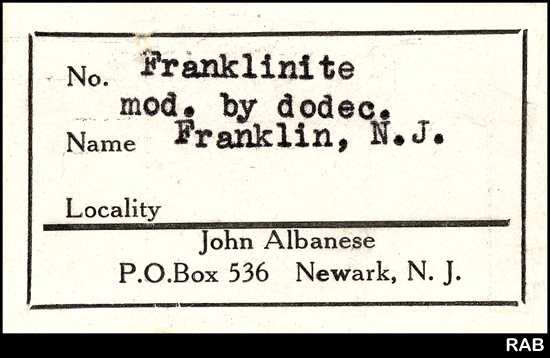 No. Franklinite
mod. by dodec.
Name Franklin, N.J.
Locality
John Albanese
P.O.Box 536 Newark, N. J.
RAB